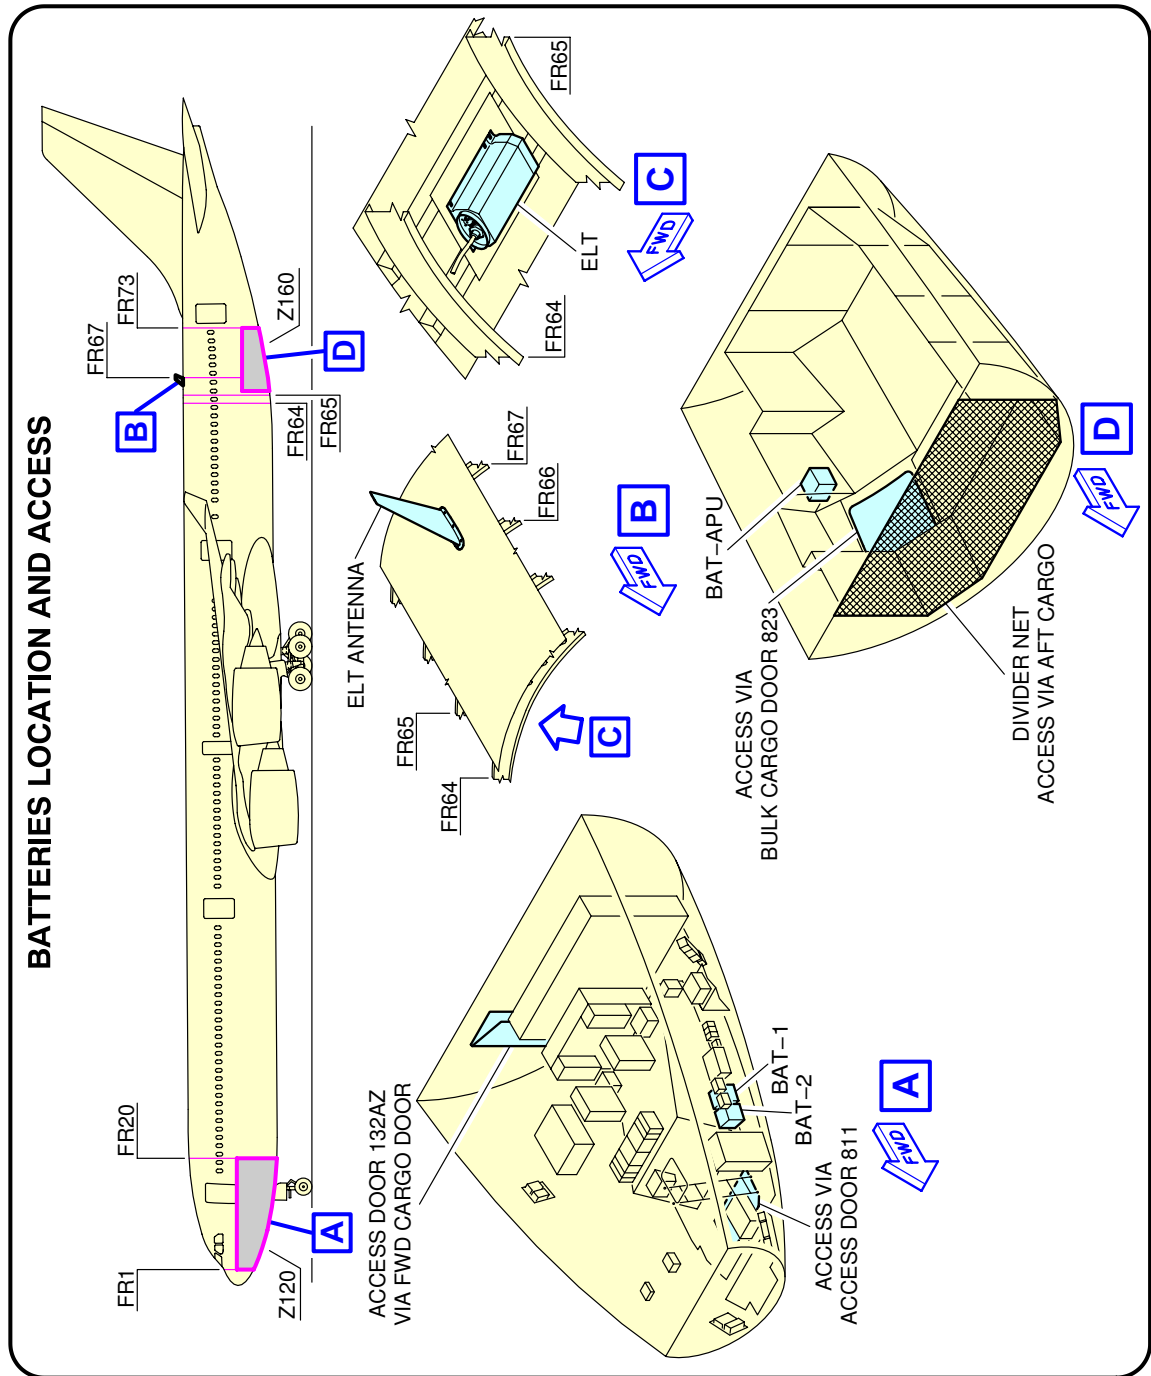 BATTERIES LOCATION AND ACCESS
FR1
FR20
FR67
FR73
B
Z120
A
FR64
FR65
D
Z160
FR64
FR65
ELT ANTENNA
FR67
FR66
C
FWD
B
FR65
FR64
ELT
FWD
C
ACCESS DOOR 132AZ
VIA FWD CARGO DOOR
BAT-1
BAT-2
ACCESS VIA
ACCESS DOOR 811
FWD
A
BAT-APU
ACCESS VIA
BULK CARGO DOOR 823
DIVIDER NET
ACCESS VIA AFT CARGO
FWD
D